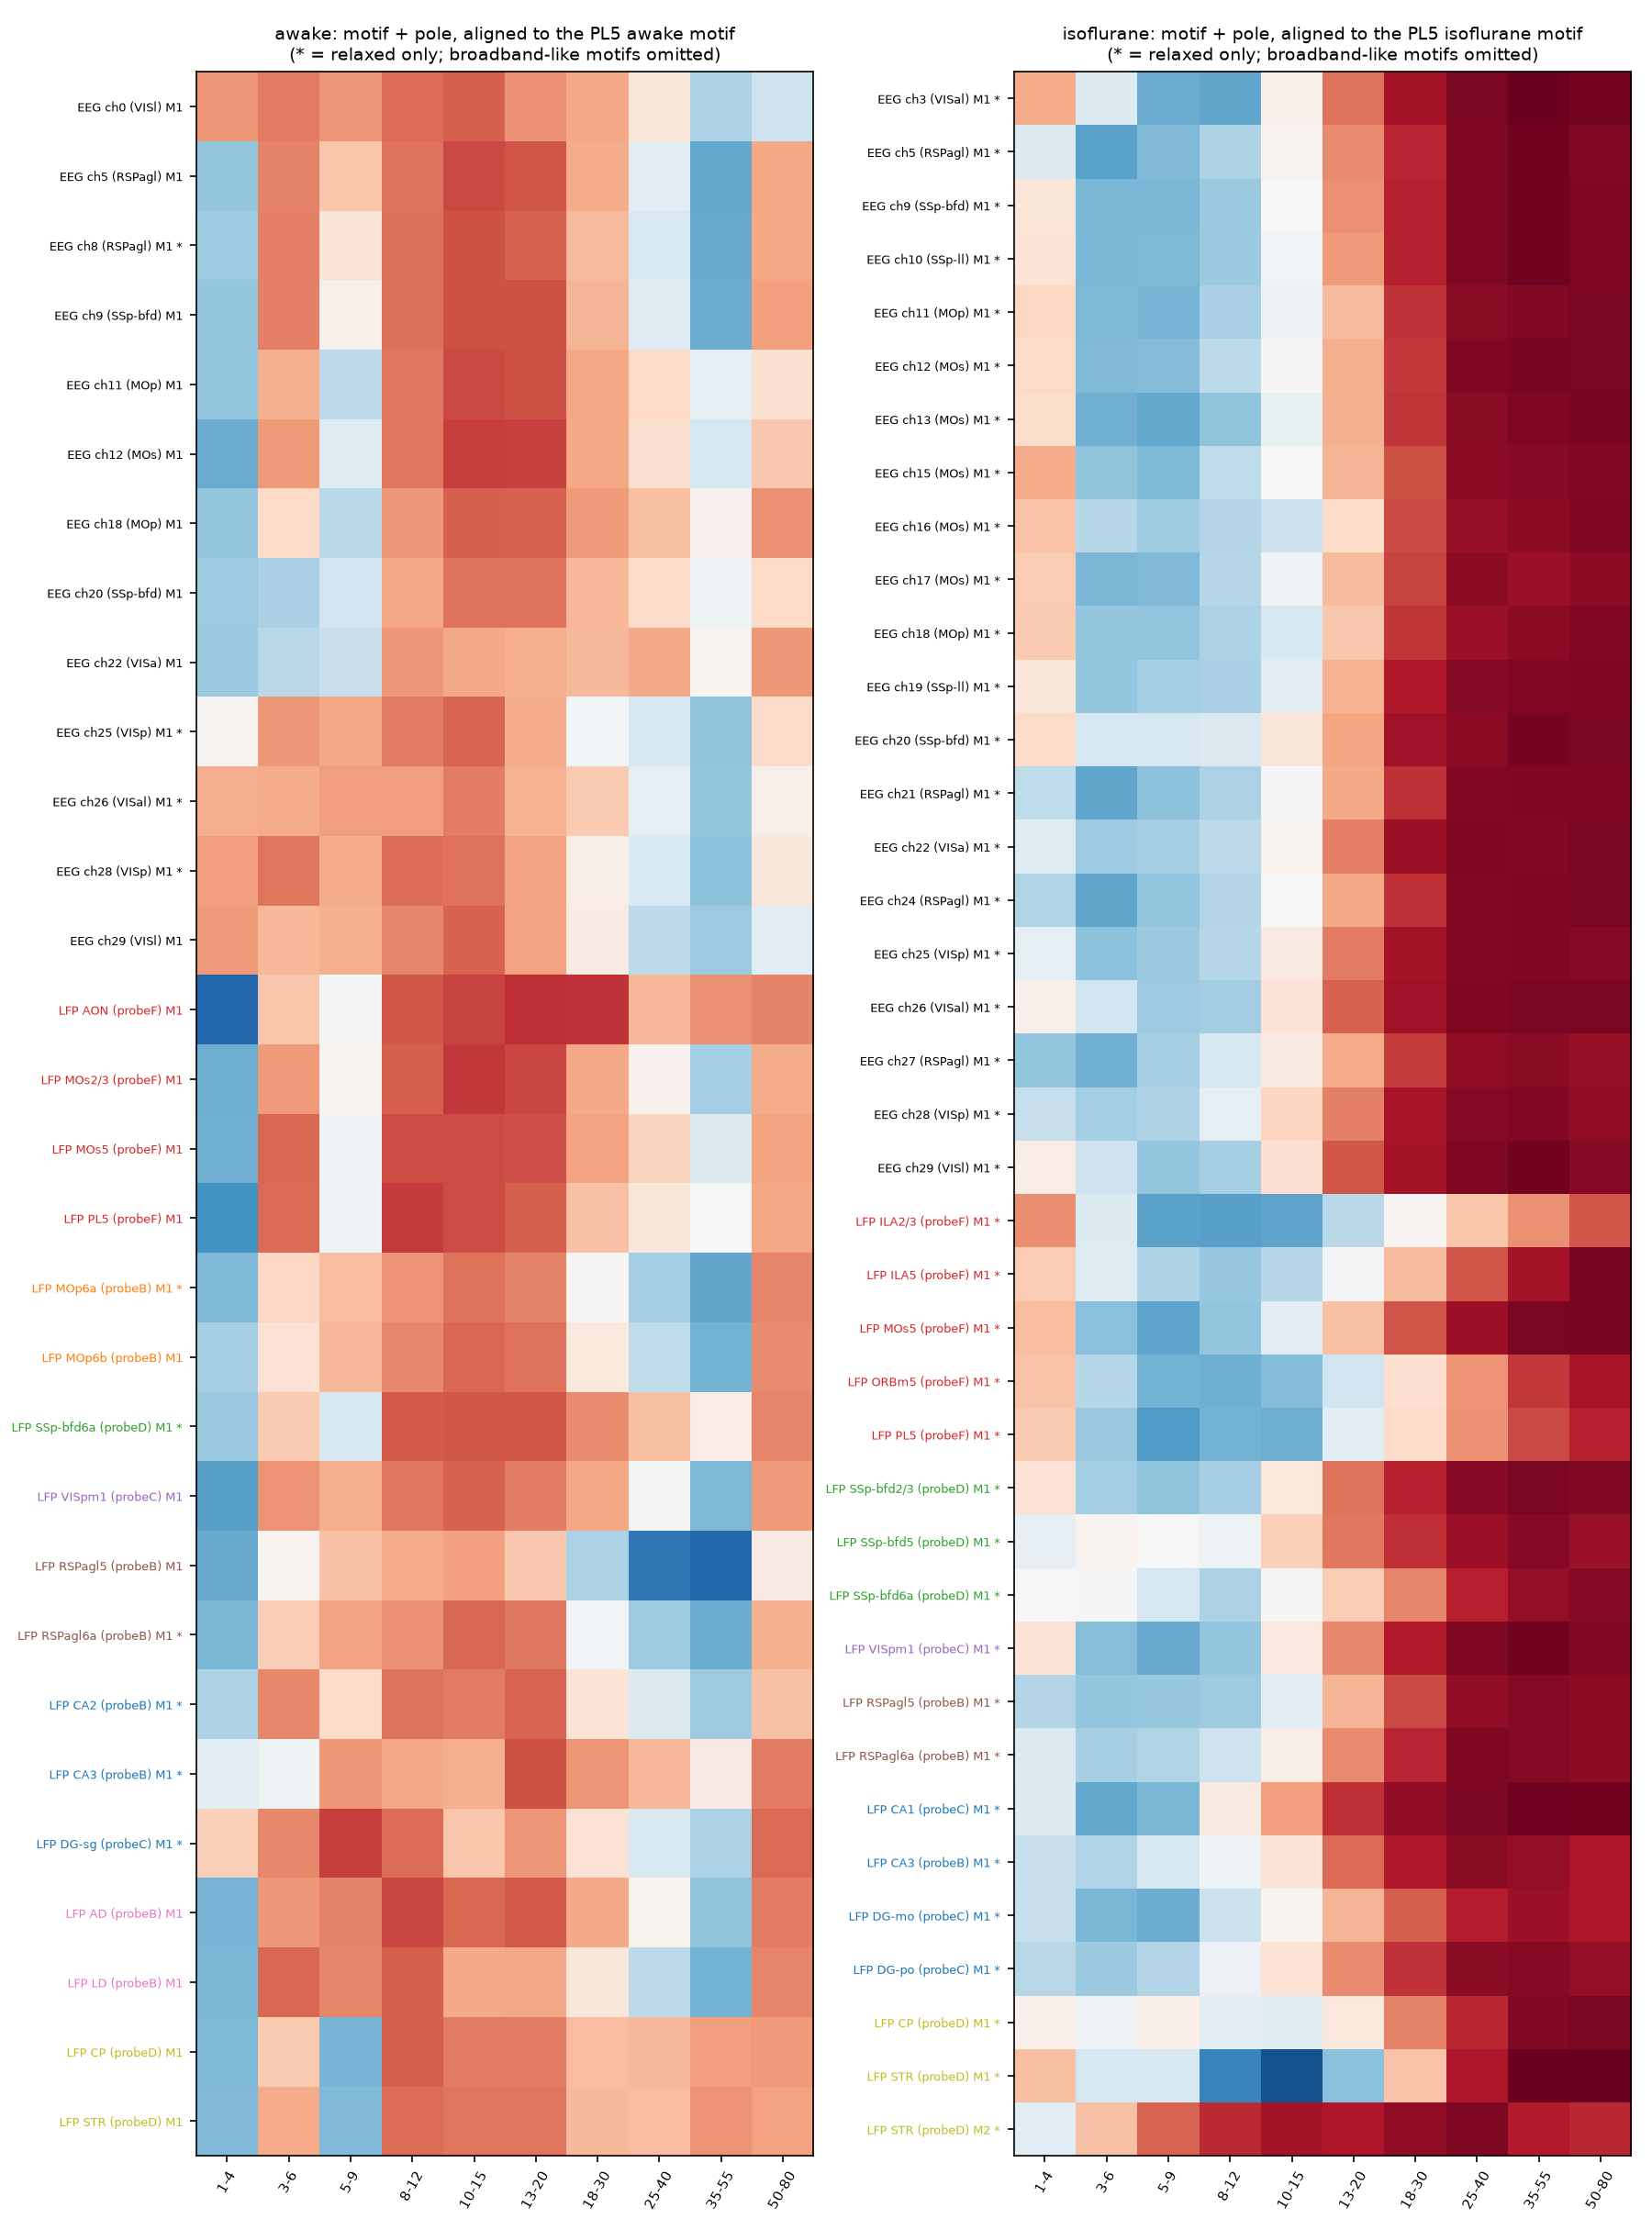 awake: motif + pole, aligned to the PL5 awake motif
(* = relaxed only; broadband-like motifs omitted)
EEG ch0 (VISl) M1
EEG ch5 (RSPagl) M1
EEG ch8 (RSPagl) M1 *
EEG ch9 (SSp-bfd) M1
EEG ch11 (MOp) M1
EEG ch12 (MOs) M1
EEG ch18 (MOp) M1
EEG ch20 (SSp-bfd) M1
EEG ch22 (VISa) M1
EEG ch25 (VISp) M1 *
EEG ch26 (VISal) M1 *
EEG ch28 (VISp) M1 *
EEG ch29 (VISl) M1
LFP AON (probeF) M1
LFP MOs2/3 (probeF) M1
LFP MOs5 (probeF) M1
LFP PL5 (probeF) M1
LFP MOp6a (probeB) M1 *
LFP MOp6b (probeB) M1
LFP SSp-bfd6a (probeD) M1 *
LFP VISpm1 (probeC) M1
LFP RSPagl5 (probeB) M1
LFP RSPagl6a (probeB) M1 *
LFP CA2 (probeB) M1 *
LFP CA3 (probeB) M1 *
LFP DG-sg (probeC) M1 *
LFP AD (probeB) M1
LFP LD (probeB) M1
LFP CP (probeD) M1
LFP STR (probeD) M1
1-4 3-6 5-9 8-12 10-15 13-20 18-30 25-40 35-55 50-80
isoflurane: motif + pole, aligned to the PL5 isoflurane motif
(* = relaxed only; broadband-like motifs omitted)
EEG ch3 (VISal) M1 *
EEG ch5 (RSPagl) M1 *
EEG ch9 (SSp-bfd) M1 *
EEG ch10 (SSp-ll) M1 *
EEG ch11 (MOp) M1 *
EEG ch12 (MOs) M1 *
EEG ch13 (MOs) M1 *
EEG ch15 (MOs) M1 *
EEG ch16 (MOs) M1 *
EEG ch17 (MOs) M1 *
EEG ch18 (MOp) M1 *
EEG ch19 (SSp-ll) M1 *
EEG ch20 (SSp-bfd) M1 *
EEG ch21 (RSPagl) M1 *
EEG ch22 (VISa) M1 *
EEG ch24 (RSPagl) M1 *
EEG ch25 (VISp) M1 *
EEG ch26 (VISal) M1 *
EEG ch27 (RSPagl) M1 *
EEG ch28 (VISp) M1 *
EEG ch29 (VISl) M1 *
LFP ILA2/3 (probeF) M1 *
LFP ILA5 (probeF) M1 *
LFP MOs5 (probeF) M1 *
LFP ORBm5 (probeF) M1 *
LFP PL5 (probeF) M1 *
LFP SSp-bfd2/3 (probeD) M1 *
LFP SSp-bfd5 (probeD) M1 *
LFP SSp-bfd6a (probeD) M1 *
LFP VISpm1 (probeC) M1 *
LFP RSPagl5 (probeB) M1 *
LFP RSPagl6a (probeB) M1 *
LFP CA1 (probeC) M1 *
LFP CA3 (probeB) M1 *
LFP DG-mo (probeC) M1 *
LFP DG-po (probeC) M1 *
LFP CP (probeD) M1 *
LFP STR (probeD) M1 *
LFP STR (probeD) M2 *
1-4 3-6 5-9 8-12 10-15 13-20 18-30 25-40 35-55 50-80